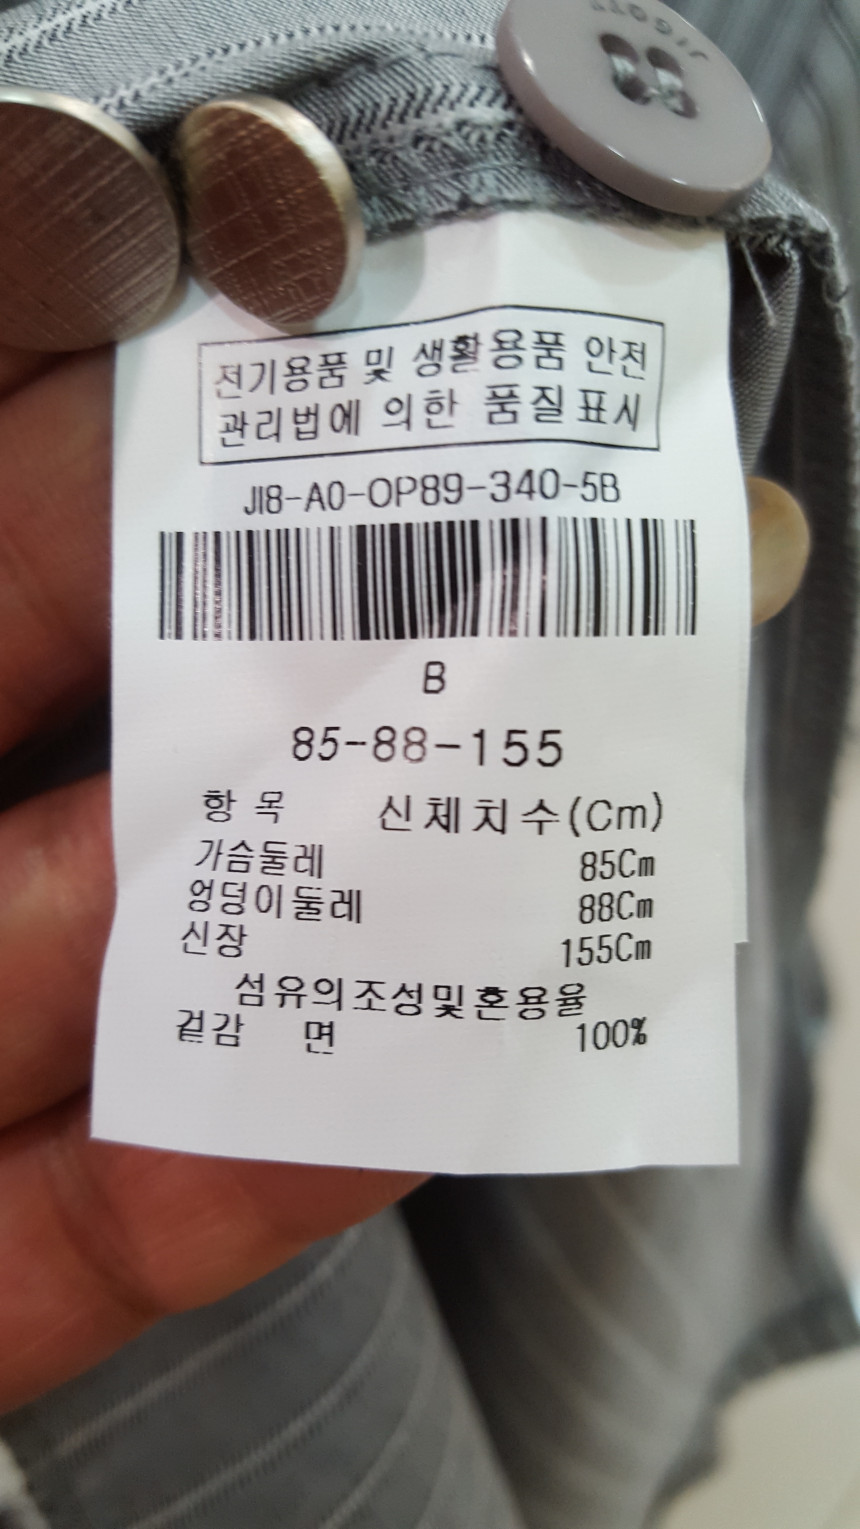 JIGOTT
전기용품 및 생활용품 안전
관리법에 의한 품질표시
JI8-A0-OP89-340-5B
B
85-88-155
항 목 신체치수(Cm)
가슴둘레 85Cm
엉덩이둘레 88Cm
신장 155Cm
섬유의조성및혼용율
겉감 면 100%